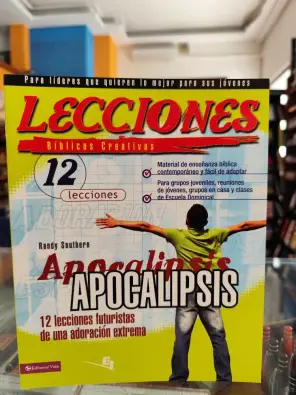 Para líderes que quieren lo mejor para sus jóvenes
LECCIONES
Bíblicas Creativas
12
lecciones
Material de enseñanza bíblica
contemporáneo y fácil de adaptar
Para grupos juveniles, reuniones
de jóvenes, grupos en casa y clases
de Escuela Dominical
Randy Southern
Apocalipsis
APOCALIPSIS
12 lecciones futuristas
de una adoración extrema
Editorial Vida